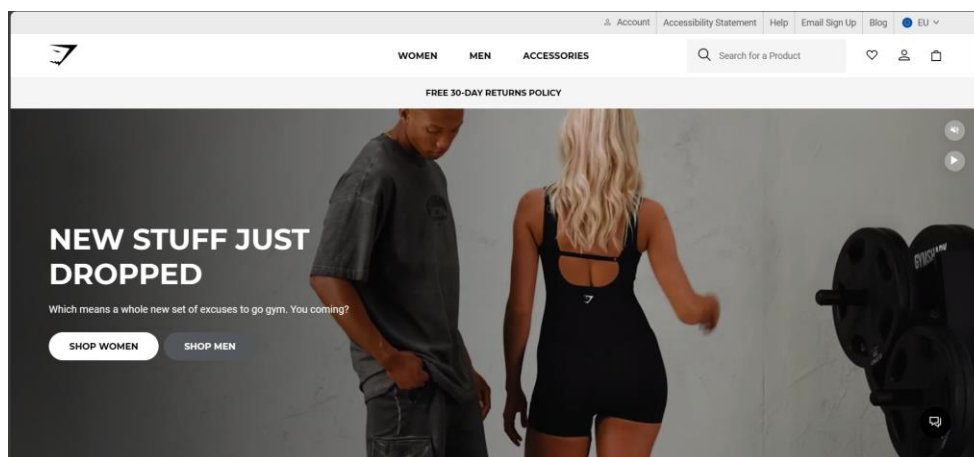 Account Accessibility Statement Help Email Sign Up Blog EU
WOMEN MEN ACCESSORIES Search for a Product
FREE 30-DAY RETURNS POLICY
NEW STUFF JUST
DROPPED
Which means a whole new set of excuses to go gym. You coming?
SHOP WOMEN SHOP MEN